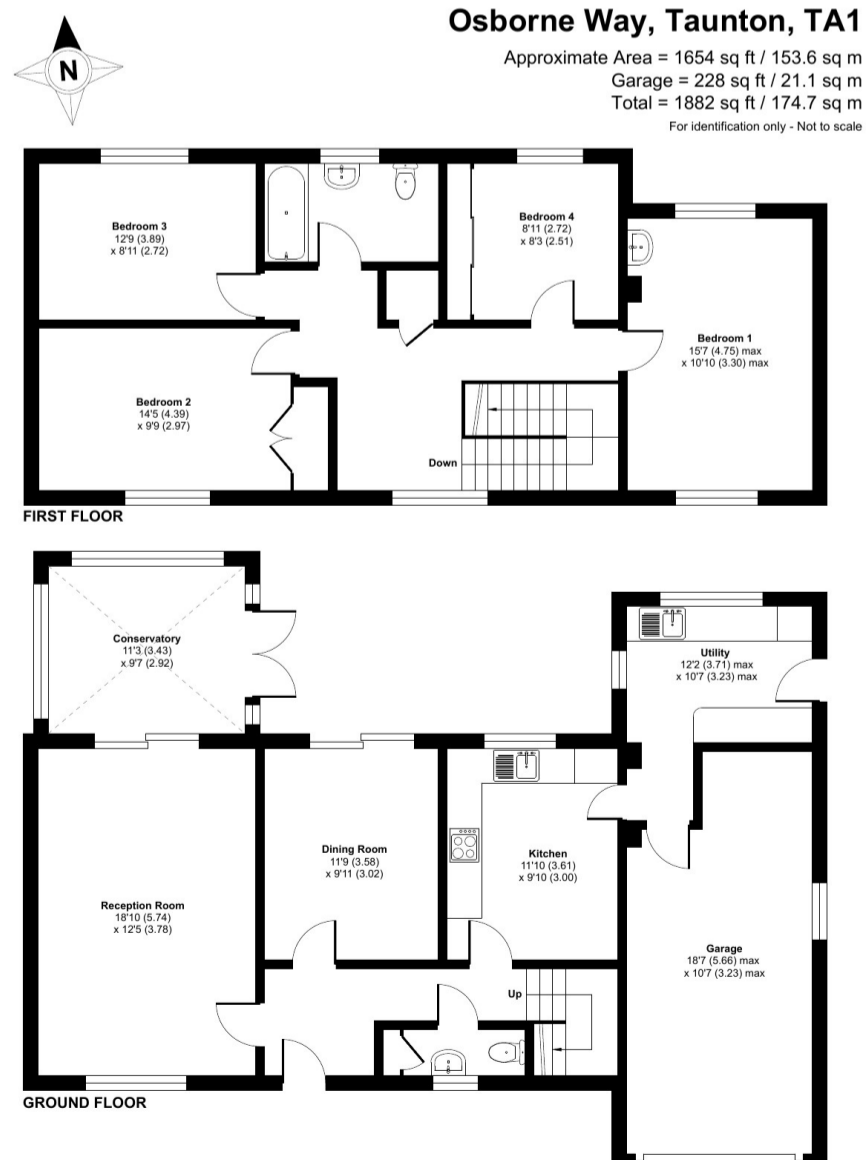 Osborne Way, Taunton, TA1
Approximate Area = 1654 sq ft / 153.6 sq m
Garage = 228 sq ft / 21.1 sq m
Total = 1882 sq ft / 174.7 sq m
For identification only - Not to scale
N
Bedroom 3
12'9 (3.89)
x 8'11 (2.72)
Bedroom 4
8'11 (2.72)
x 8'3 (2.51)
Bedroom 1
15'7 (4.75) max
x 10'10 (3.30) max
Bedroom 2
14'5 (4.39)
x 9'9 (2.97)
Down
FIRST FLOOR
Conservatory
11'3 (3.43)
x 9'7 (2.92)
Utility
12'2 (3.71) max
x 10'7 (3.23) max
Dining Room
11'9 (3.58)
x 9'11 (3.02)
Kitchen
11'10 (3.61)
x 9'10 (3.00)
Reception Room
18'10 (5.74)
x 12'5 (3.78)
Garage
18'7 (5.66) max
x 10'7 (3.23) max
Up
GROUND FLOOR